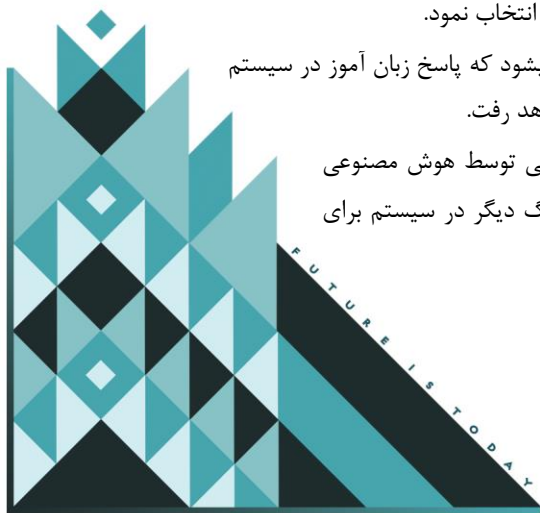 انتخاب نمود.
یشود که پاسخ زبان آموز در سیستم
هد رفت.
ی توسط هوش مصنوعی
گ دیگر در سیستم برای
FUTURE IS TODAY